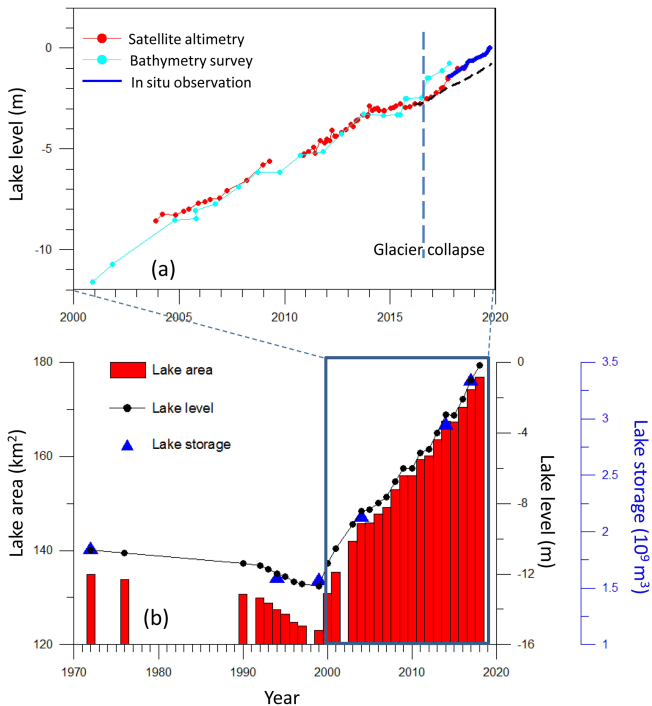 0
-5
-10
Lake level (m)
Satellite altimetry
Bathymetry survey
In situ observation
Glacier collapse
(a)
2000
2005
2010
2015
2020
180
160
140
120
Lake area (km2)
Lake area
Lake level
Lake storage
(b)
0
-4
-8
-12
-16
Lake level (m)
3.5
3
2.5
2
1.5
1
Lake storage (10⁹ m³)
1970
1980
1990
2000
2010
2020
Year